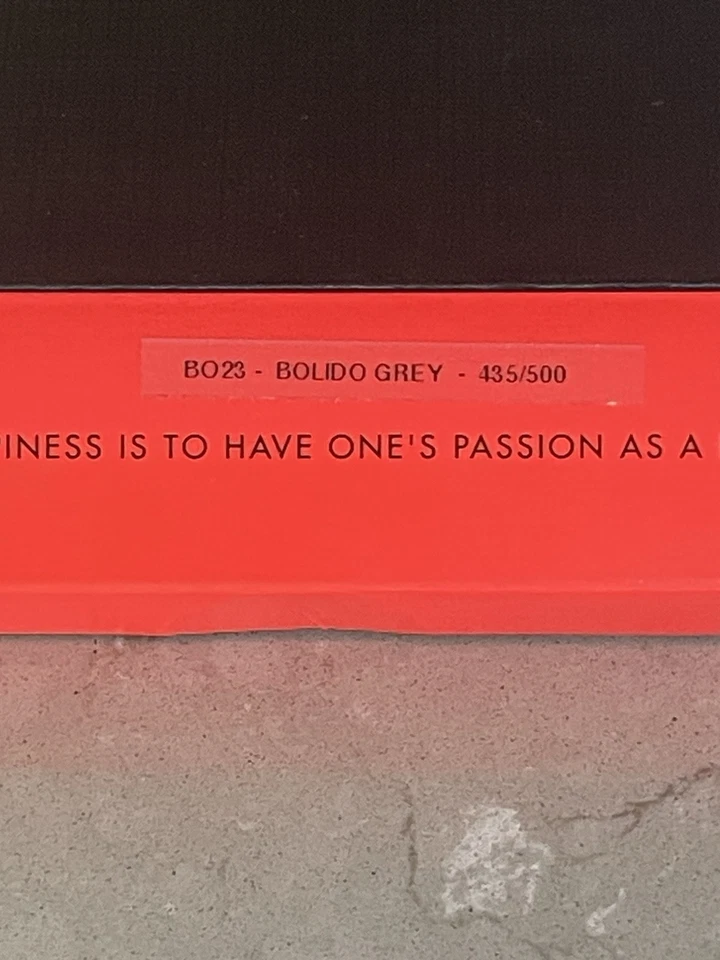 BO23 - BOLIDO GREY - 435/500
INESS IS TO HAVE ONE'S PASSION AS A